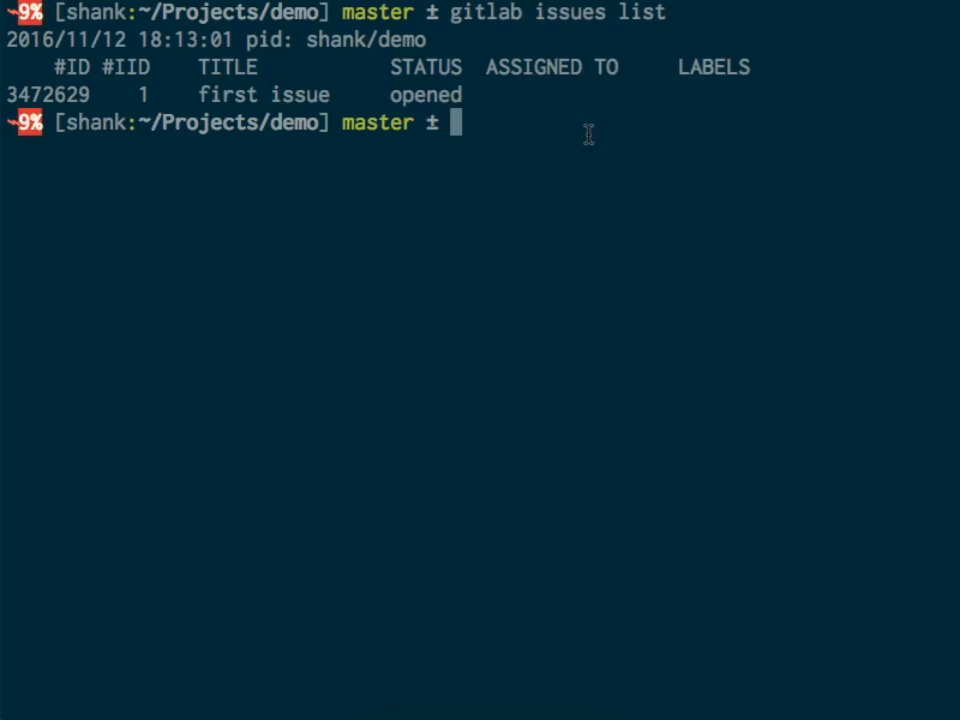 ~9% [shank:~/Projects/demo] master ± gitlab issues list
2016/11/12 18:13:01 pid: shank/demo
#ID #IID TITLE STATUS ASSIGNED TO LABELS
3472629 1 first issue opened
~9% [shank:~/Projects/demo] master ±